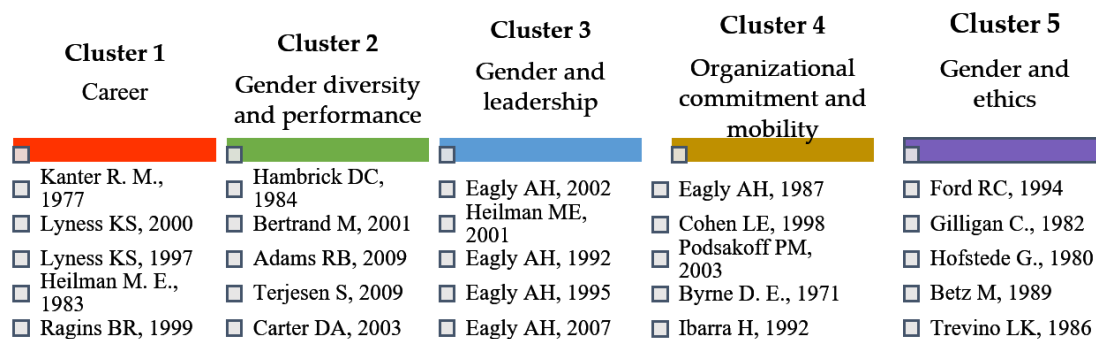 Cluster 1
Career
Kanter R. M.,
1977
Lyness KS, 2000
Lyness KS, 1997
Heilman M. E.,
1983
Ragins BR, 1999
Cluster 2
Gender diversity
and performance
Hambrick DC,
1984
Bertrand M, 2001
Adams RB, 2009
Terjesen S, 2009
Carter DA, 2003
Cluster 3
Gender and
leadership
Eagly AH, 2002
Heilman ME,
2001
Eagly AH, 1992
Eagly AH, 1995
Eagly AH, 2007
Cluster 4
Organizational
commitment and
mobility
Eagly AH, 1987
Cohen LE, 1998
Podsakoff PM,
2003
Byrne D. E., 1971
Ibarra H, 1992
Cluster 5
Gender and
ethics
Ford RC, 1994
Gilligan C., 1982
Hofstede G., 1980
Betz M, 1989
Trevino LK, 1986